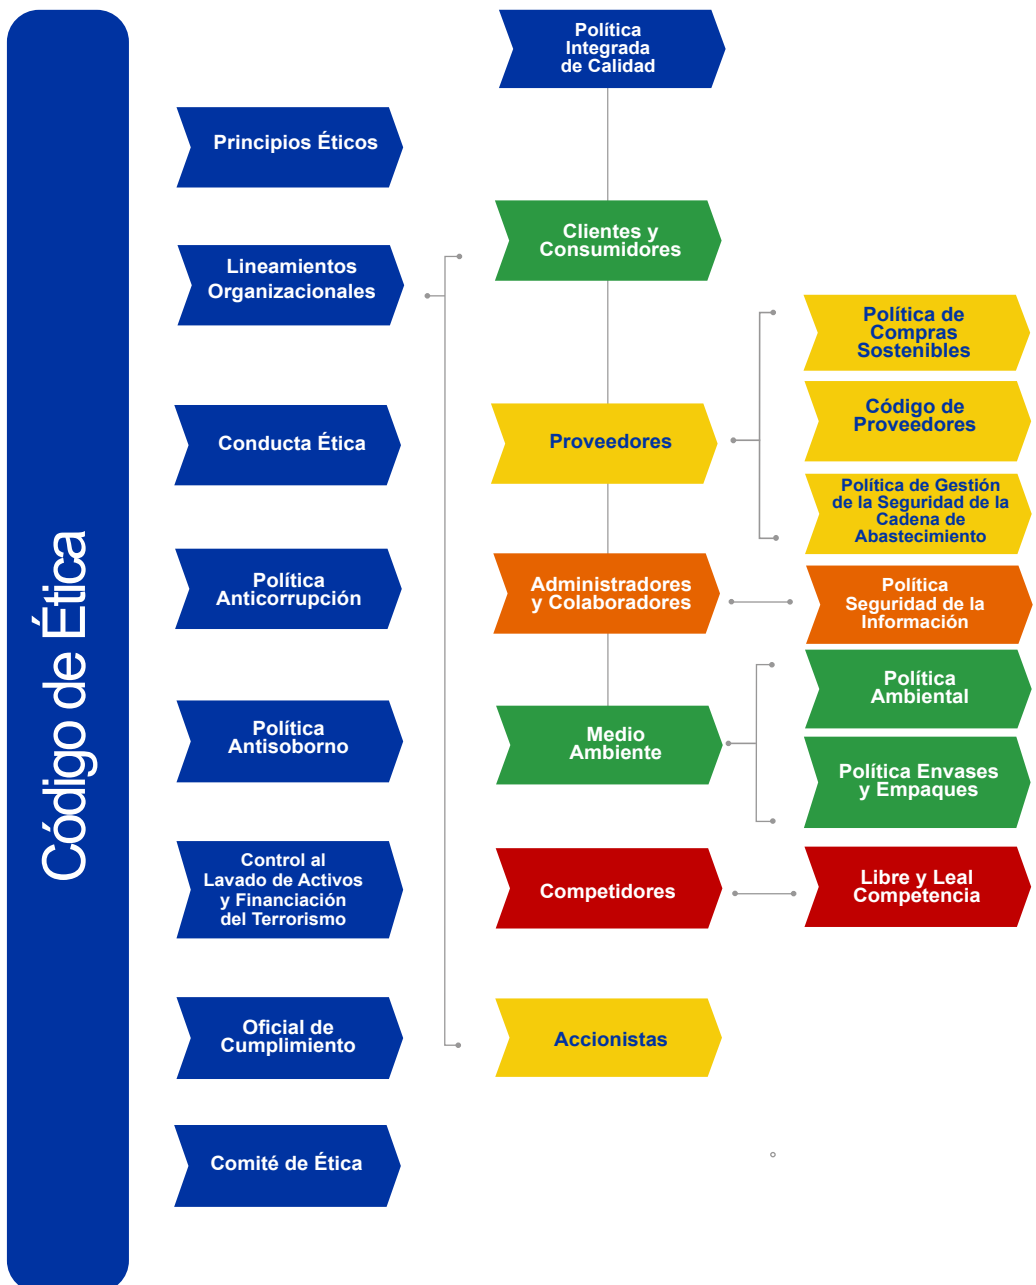 Código de Ética
Principios Éticos
Lineamientos
Organizacionales
Conducta Ética
Política
Anticorrupción
Política
Antisoborno
Control al
Lavado de Activos
y Financiación
del Terrorismo
Oficial de
Cumplimiento
Comité de Ética
Política
Integrada
de Calidad
Clientes y
Consumidores
Proveedores
Administradores
y Colaboradores
Medio
Ambiente
Competidores
Accionistas
Política de
Compras
Sostenibles
Código de
Proveedores
Política de Gestión
de la Seguridad de la
Cadena de
Abastecimiento
Política
Seguridad de la
Información
Política
Ambiental
Política Envases
y Empaques
Libre y Leal
Competencia